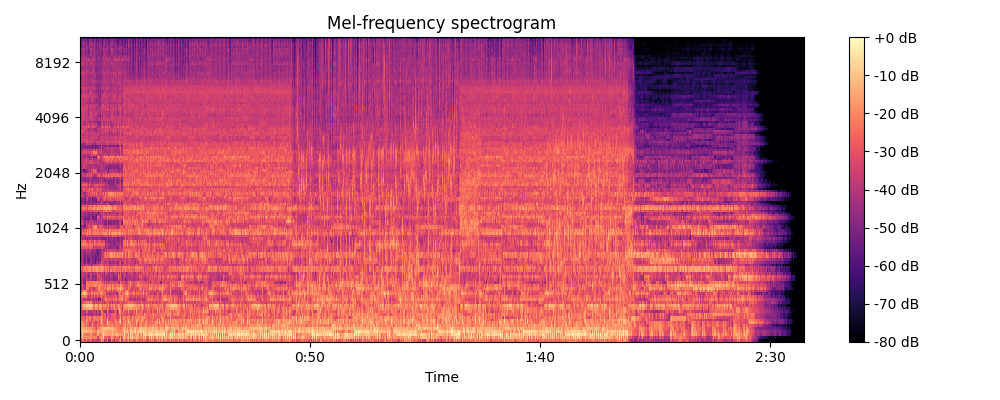 Mel-frequency spectrogram
Hz
8192
4096
2048
1024
512
0
0:00
0:50
1:40
2:30
Time
+0 dB
-10 dB
-20 dB
-30 dB
-40 dB
-50 dB
-60 dB
-70 dB
-80 dB